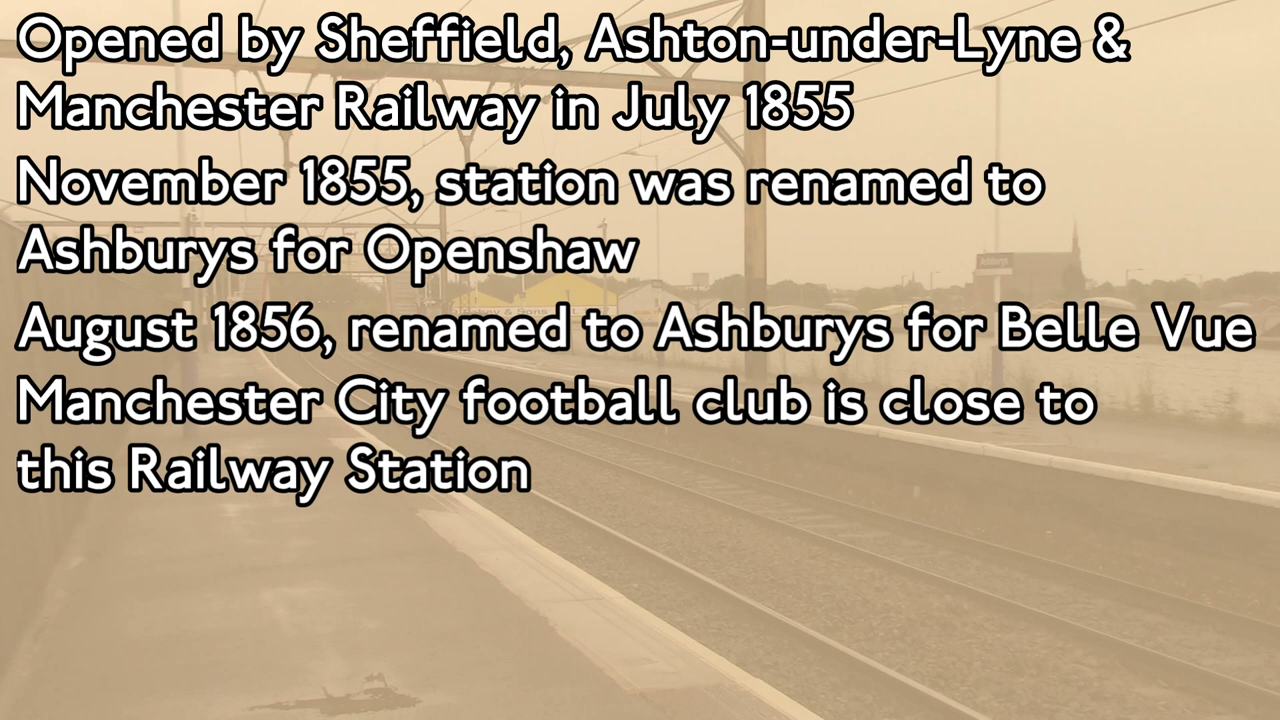 Opened by Sheffield, Ashton-under-Lyne &
Manchester Railway in July 1855
November 1855, station was renamed to
Ashburys for Openshaw
August 1856, renamed to Ashburys for Belle Vue
Manchester City football club is close to
this Railway Station
Ashburys
& Sons